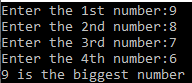 Enter the 1st number:9
Enter the 2nd number:8
Enter the 3rd number:7
Enter the 4th number:6
9 is the biggest number